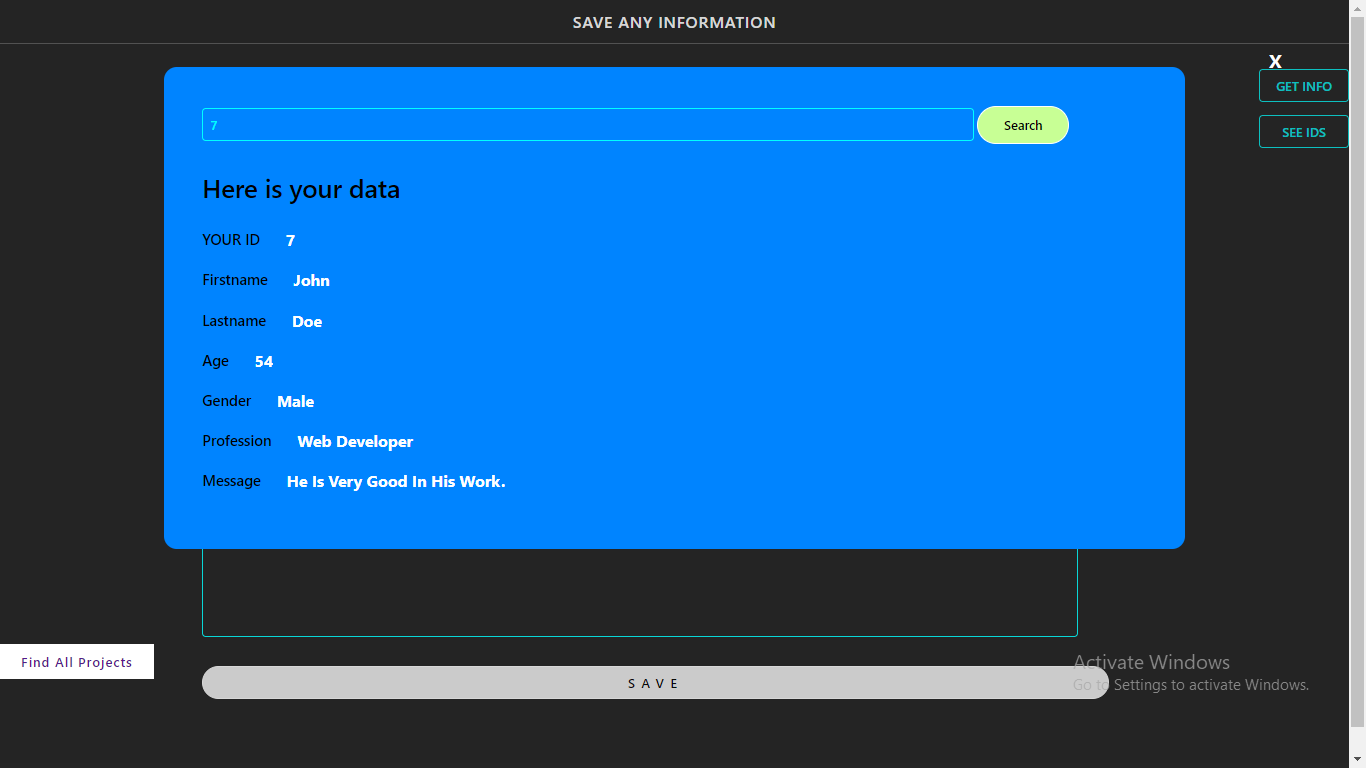 SAVE ANY INFORMATION
X
GET INFO
7 Search
SEE IDS
Here is your data
YOUR ID 7
Firstname John
Lastname Doe
Age 54
Gender Male
Profession Web Developer
Message He Is Very Good In His Work.
Find All Projects
SAVE
Activate Windows
Go to Settings to activate Windows.